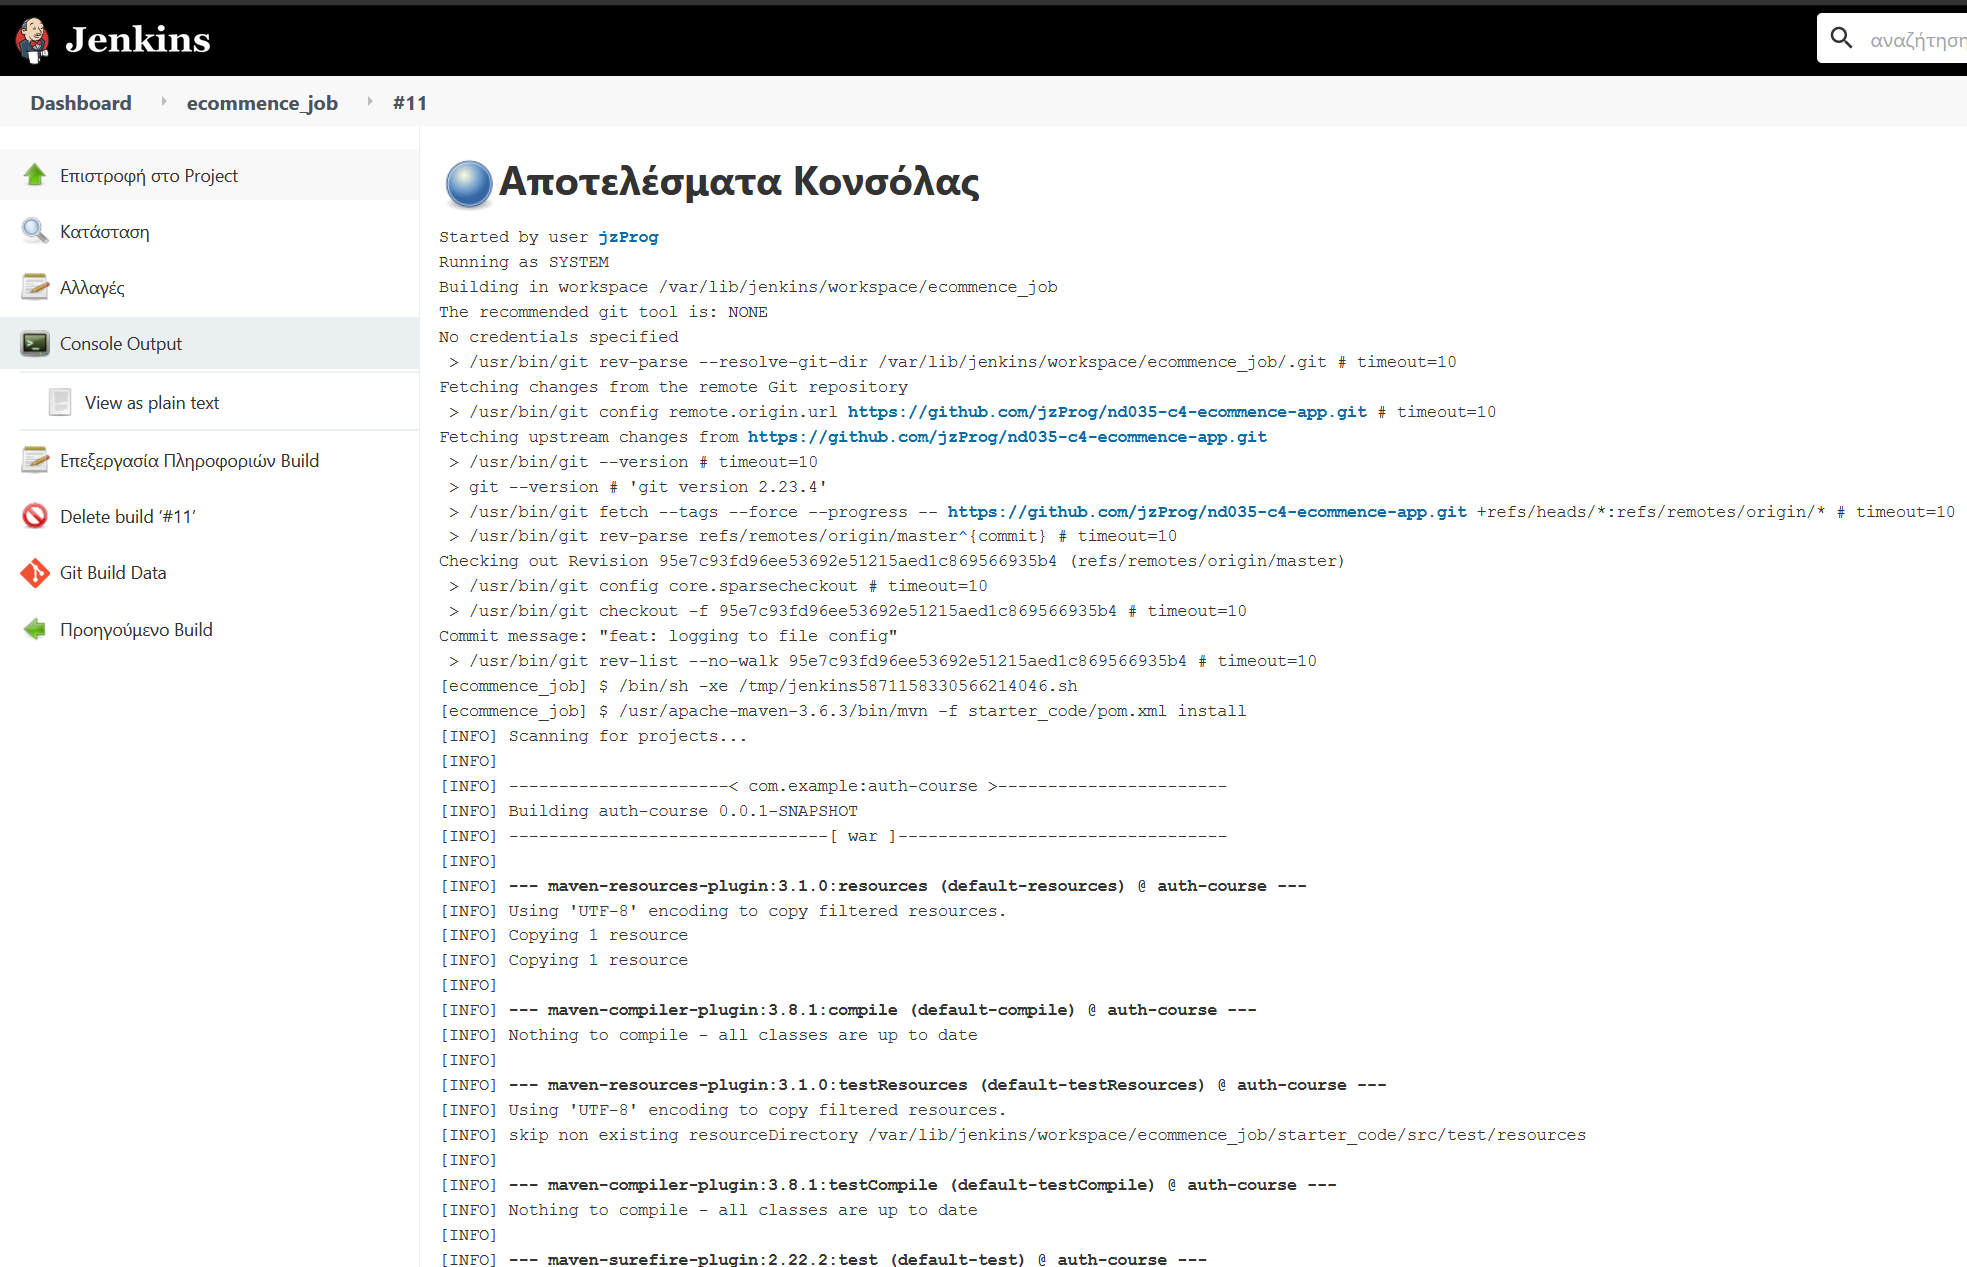 Jenkins
αναζήτηση
Dashboard ecommence_job #11
Επιστροφή στο Project
Κατάσταση
Αλλαγές
Console Output
View as plain text
Επεξεργασία Πληροφοριών Build
Delete build ‘#11’
Git Build Data
Προηγούμενο Build
Αποτελέσματα Κονσόλας
Started by user jzProg
Running as SYSTEM
Building in workspace /var/lib/jenkins/workspace/ecommence_job
The recommended git tool is: NONE
No credentials specified
> /usr/bin/git rev-parse --resolve-git-dir /var/lib/jenkins/workspace/ecommence_job/.git # timeout=10
Fetching changes from the remote Git repository
> /usr/bin/git config remote.origin.url https://github.com/jzProg/nd035-c4-ecommence-app.git # timeout=10
Fetching upstream changes from https://github.com/jzProg/nd035-c4-ecommence-app.git
> /usr/bin/git --version # timeout=10
> git --version # 'git version 2.23.4'
> /usr/bin/git fetch --tags --force --progress -- https://github.com/jzProg/nd035-c4-ecommence-app.git +refs/heads/*:refs/remotes/origin/* # timeout=10
> /usr/bin/git rev-parse refs/remotes/origin/master^{commit} # timeout=10
Checking out Revision 95e7c93fd96ee53692e51215aed1c869566935b4 (refs/remotes/origin/master)
> /usr/bin/git config core.sparsecheckout # timeout=10
> /usr/bin/git checkout -f 95e7c93fd96ee53692e51215aed1c869566935b4 # timeout=10
Commit message: "feat: logging to file config"
> /usr/bin/git rev-list --no-walk 95e7c93fd96ee53692e51215aed1c869566935b4 # timeout=10
[ecommence_job] $ /bin/sh -xe /tmp/jenkins5871158330566214046.sh
[ecommence_job] $ /usr/apache-maven-3.6.3/bin/mvn -f starter_code/pom.xml install
[INFO] Scanning for projects...
[INFO]
[INFO] ----------------------< com.example:auth-course >-----------------------
[INFO] Building auth-course 0.0.1-SNAPSHOT
[INFO] --------------------------------[ war ]---------------------------------
[INFO]
[INFO] --- maven-resources-plugin:3.1.0:resources (default-resources) @ auth-course ---
[INFO] Using 'UTF-8' encoding to copy filtered resources.
[INFO] Copying 1 resource
[INFO] Copying 1 resource
[INFO]
[INFO] --- maven-compiler-plugin:3.8.1:compile (default-compile) @ auth-course ---
[INFO] Nothing to compile - all classes are up to date
[INFO]
[INFO] --- maven-resources-plugin:3.1.0:testResources (default-testResources) @ auth-course ---
[INFO] Using 'UTF-8' encoding to copy filtered resources.
[INFO] skip non existing resourceDirectory /var/lib/jenkins/workspace/ecommence_job/starter_code/src/test/resources
[INFO]
[INFO] --- maven-compiler-plugin:3.8.1:testCompile (default-testCompile) @ auth-course ---
[INFO] Nothing to compile - all classes are up to date
[INFO]
[INFO] --- maven-surefire-plugin:2.22.2:test (default-test) @ auth-course ---